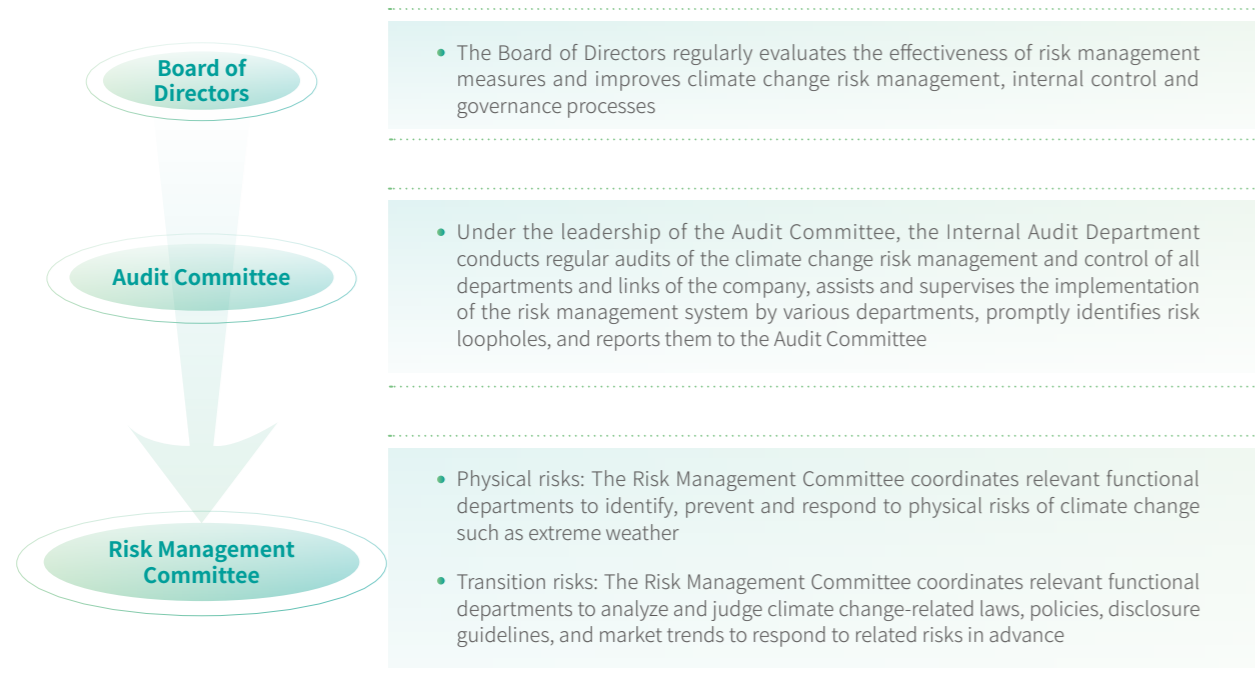 Board of
Directors
• The Board of Directors regularly evaluates the effectiveness of risk management
measures and improves climate change risk management, internal control and
governance processes
Audit Committee
• Under the leadership of the Audit Committee, the Internal Audit Department
conducts regular audits of the climate change risk management and control of all
departments and links of the company, assists and supervises the implementation
of the risk management system by various departments, promptly identifies risk
loopholes, and reports them to the Audit Committee
Risk Management
Committee
• Physical risks: The Risk Management Committee coordinates relevant functional
departments to identify, prevent and respond to physical risks of climate change
such as extreme weather
• Transition risks: The Risk Management Committee coordinates relevant functional
departments to analyze and judge climate change-related laws, policies, disclosure
guidelines, and market trends to respond to related risks in advance